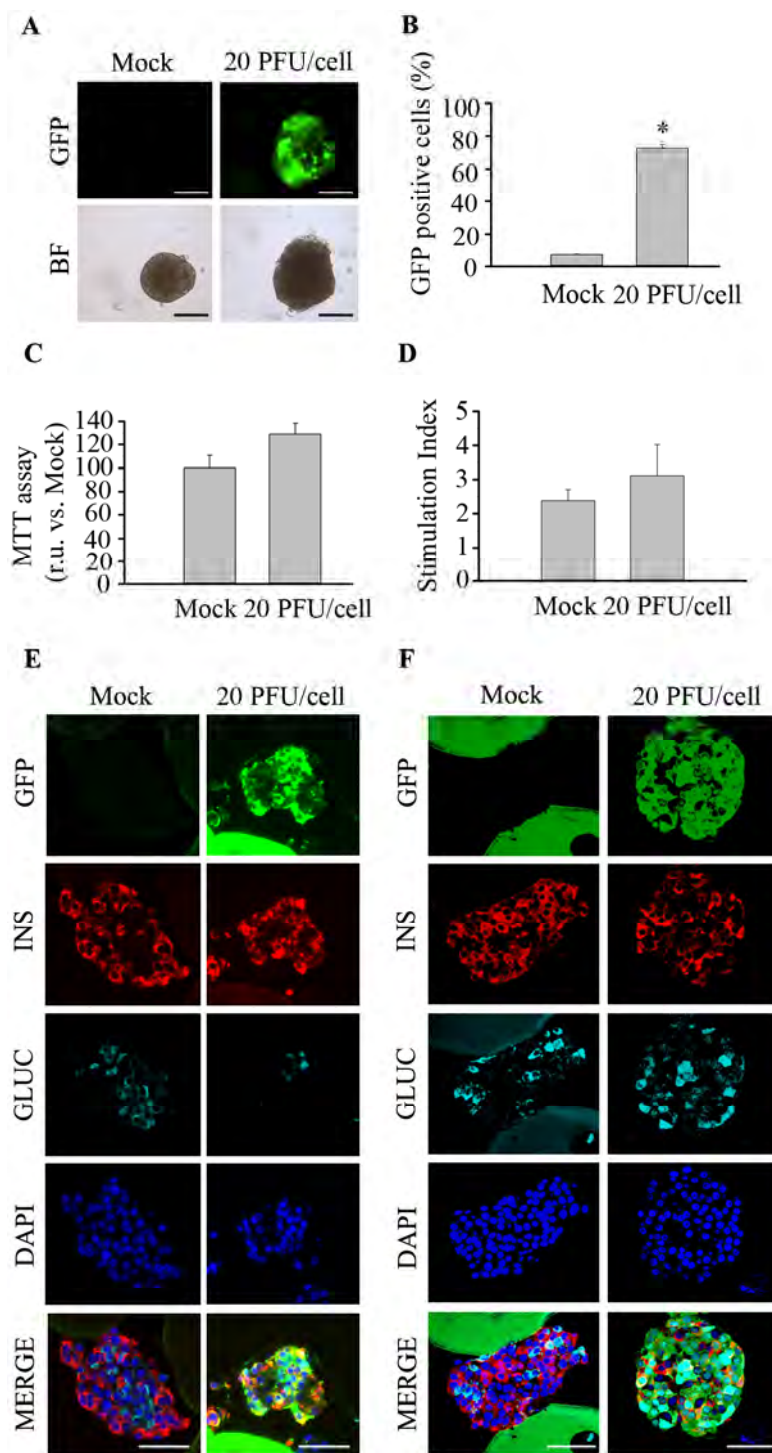 A
Mock
20 PFU/cell
GFP
BF
B
GFP positive cells (%)
100
80
60
40
20
0
*
Mock 20 PFU/cell
C
MTT assay
(r.u. vs. Mock)
140
120
100
80
60
40
20
0
Mock 20 PFU/cell
D
Stimulation Index
5
4
3
2
1
0
Mock 20 PFU/cell
E
Mock
20 PFU/cell
GFP
INS
GLUC
DAPI
MERGE
F
Mock
20 PFU/cell
GFP
INS
GLUC
DAPI
MERGE